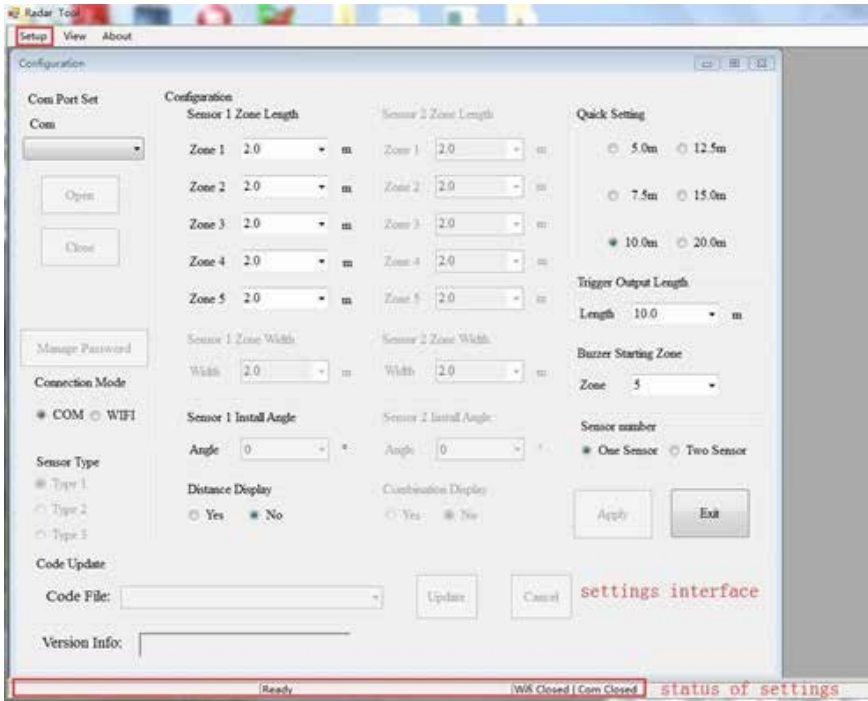 Radar Tool
Setup View About
Configuration
Com Port Set
Com
Open
Close
Manage Password
Connection Mode
COM WIFI
Sensor Type
Type 1
Type 2
Type 3
Configuration
Sensor 1 Zone Length
Zone 1 2.0 m
Zone 2 2.0 m
Zone 3 2.0 m
Zone 4 2.0 m
Zone 5 2.0 m
Sensor 1 Zone Width
Width 2.0 m
Sensor 1 Install Angle
Angle 0 °
Distance Display
Yes No
Sensor 2 Zone Length
Zone 1 2.0 m
Zone 2 2.0 m
Zone 3 2.0 m
Zone 4 2.0 m
Zone 5 2.0 m
Sensor 2 Zone Width
Width 2.0 m
Sensor 2 Install Angle
Angle 0 °
Combination Display
Yes No
Quick Setting
5.0m 12.5m
7.5m 15.0m
10.0m 20.0m
Trigger Output Length
Length 10.0 m
Buzzer Starting Zone
Zone 5
Sensor number
One Sensor Two Sensor
Apply Exit
Code Update
Code File: Update Cancel
settings interface
Version Info:
Ready Wifi Closed | Com Closed
status of settings